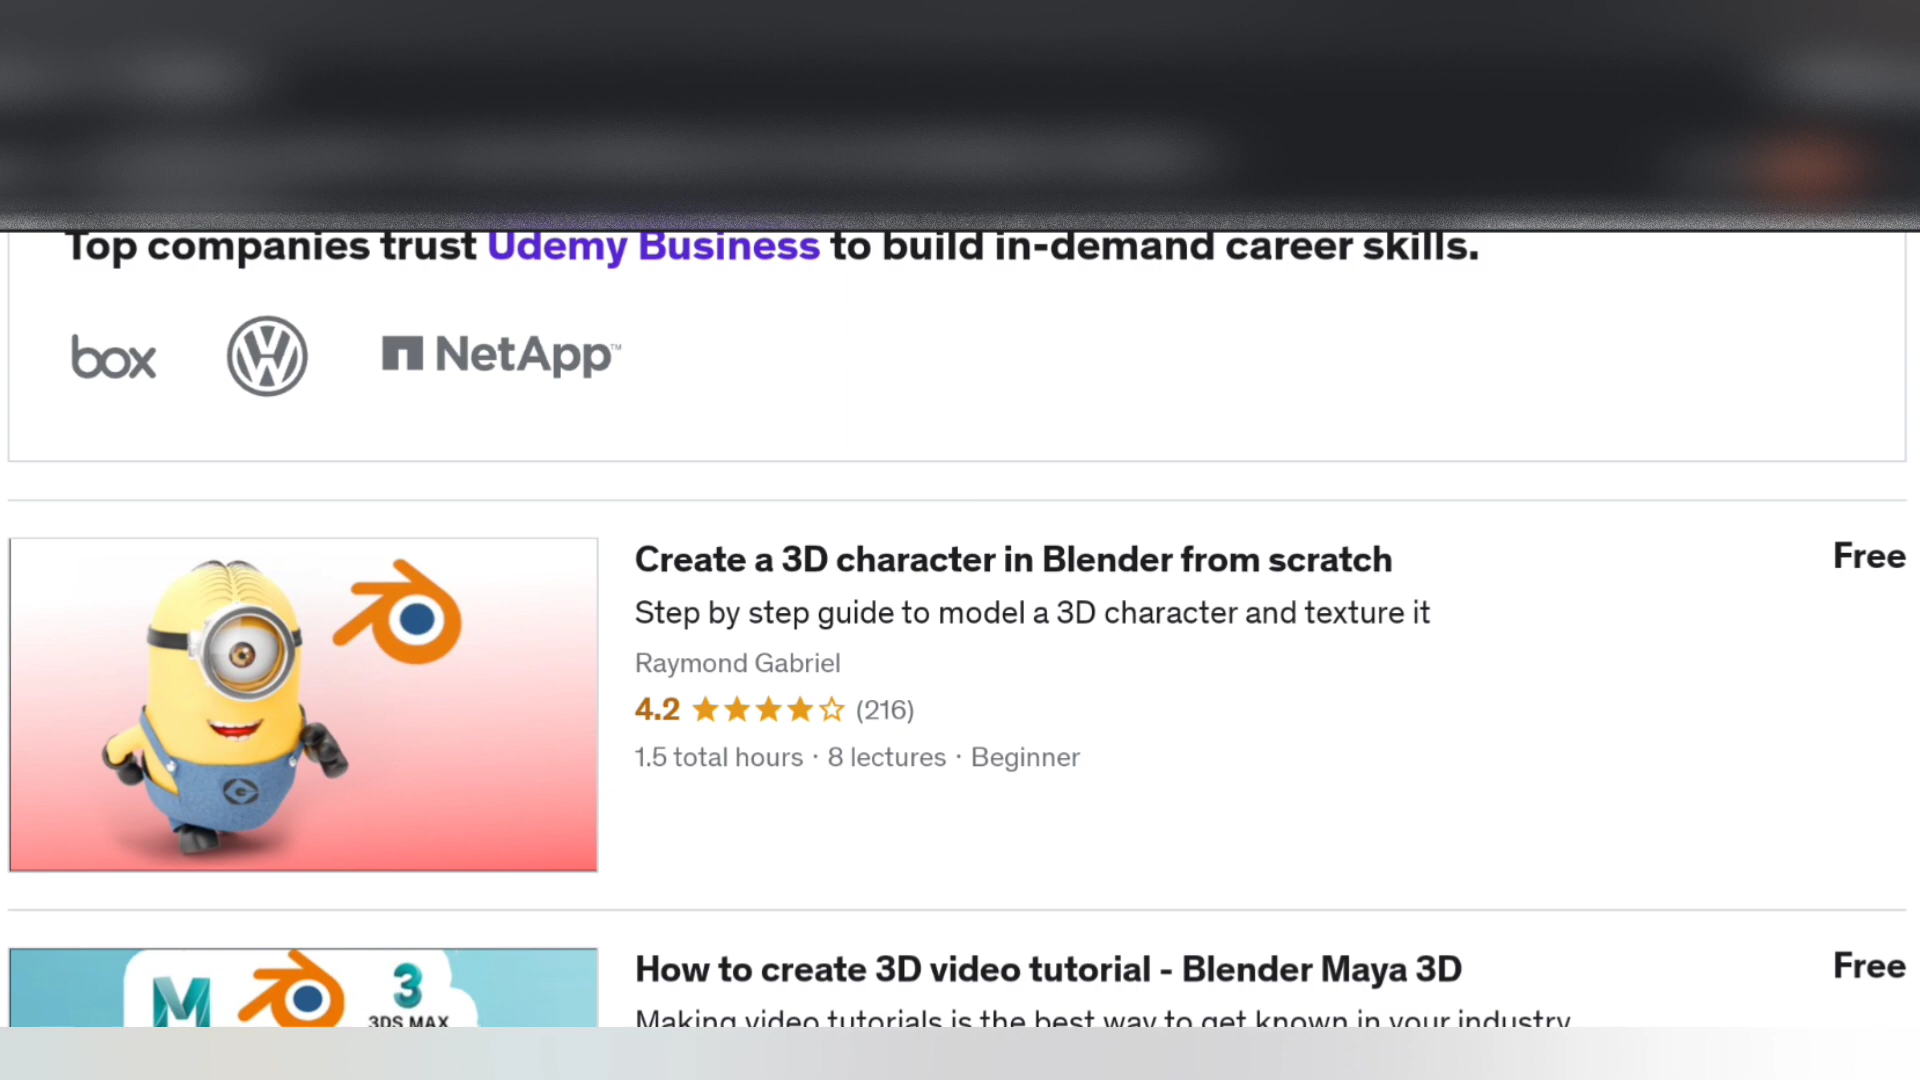 Top companies trust Udemy Business to build in-demand career skills.
box
NetApp™
Create a 3D character in Blender from scratch
Free
Step by step guide to model a 3D character and texture it
Raymond Gabriel
4.2 (216)
1.5 total hours · 8 lectures · Beginner
M
3
3DS MAX
How to create 3D video tutorial - Blender Maya 3D
Free
Making video tutorials is the best way to get known in your industry